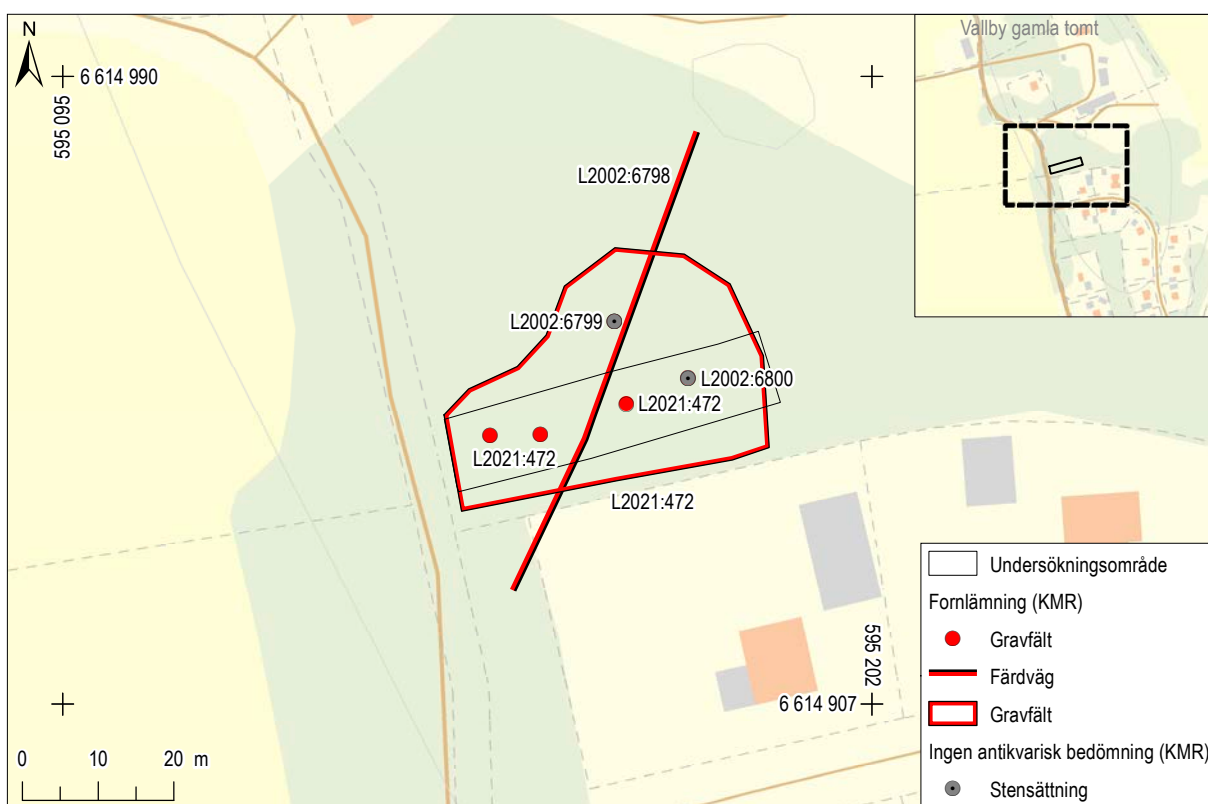 N
6 614 990
595 095
Vallby gamla tomt
L2002:6798
L2002:6799
L2002:6800
L2021:472
L2021:472
L2021:472
595 202
6 614 907
0 10 20 m
Undersökningsområde
Fornlämning (KMR)
Gravfält
Färdväg
Gravfält
Ingen antikvarisk bedömning (KMR)
Stensättning